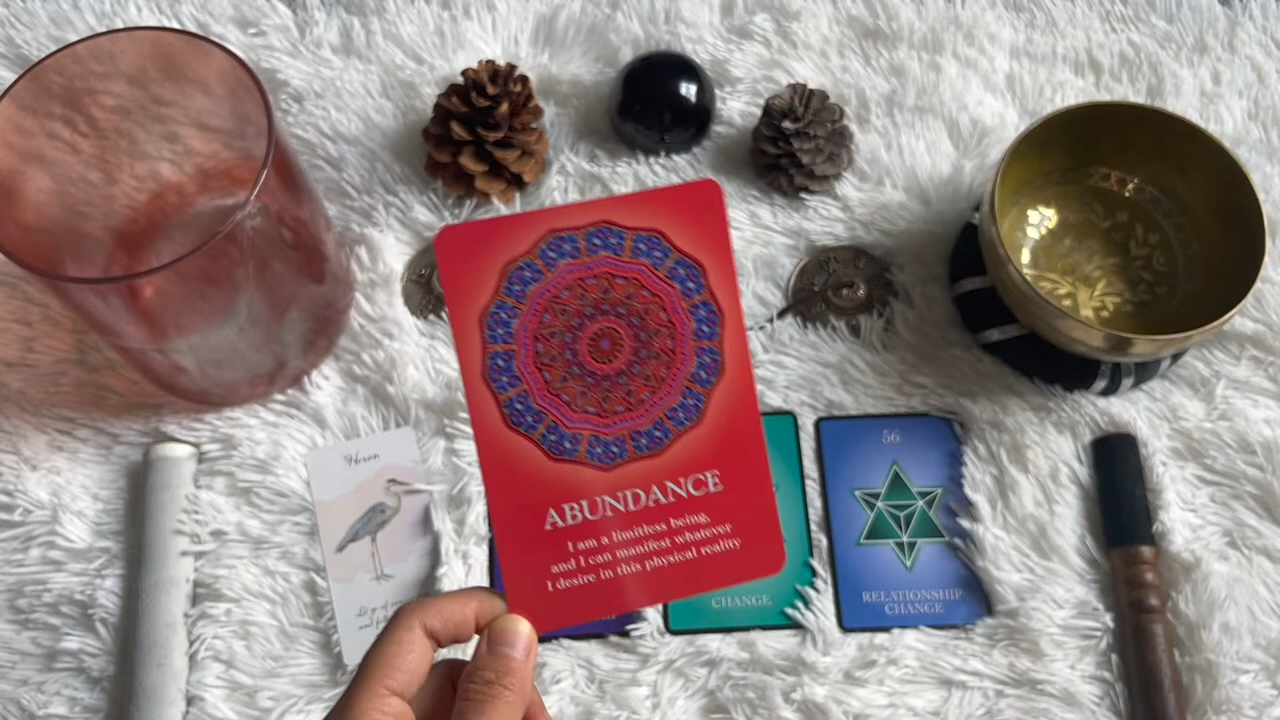 ABUNDANCE
I am a limitless being,
and I can manifest whatever
I desire in this physical reality
Heron
CHANGE
56
RELATIONSHIP
CHANGE